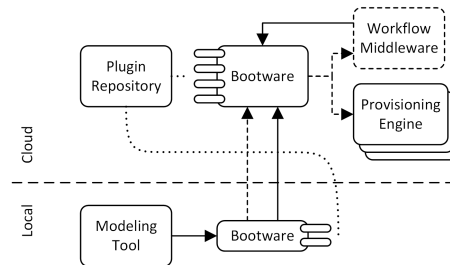 Workflow
Middleware
Plugin
Repository
Bootware
Provisioning
Engine
Cloud
Local
Modeling
Tool
Bootware